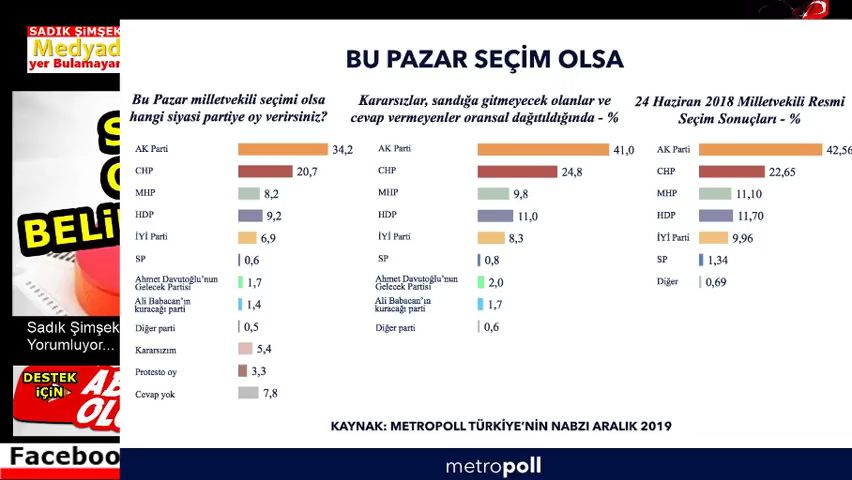 SADIK ŞİMŞEK
Medyad
yer Bulamayan
BELİ
Sadık Şimşek
Yorumluyor...
DESTEK
İÇİN
AB
OLO
Faceboo
BU PAZAR SEÇİM OLSA
Bu Pazar milletvekili seçimi olsa
hangi siyasi partiye oy verirsiniz?
AK Parti 34,2
CHP 20,7
MHP 8,2
HDP 9,2
İYİ Parti 6,9
SP 0,6
Ahmet Davutoğlu'nun
Gelecek Partisi 1,7
Ali Babacan'ın
kuracağı parti 1,4
Diğer parti 0,5
Kararsızım 5,4
Protesto oy 3,3
Cevap yok 7,8
Kararsızlar, sandığa gitmeyecek olanlar ve
cevap vermeyenler oransal dağıtıldığında - %
AK Parti 41,0
CHP 24,8
MHP 9,8
HDP 11,0
İYİ Parti 8,3
SP 0,8
Ahmet Davutoğlu'nun
Gelecek Partisi 2,0
Ali Babacan'ın
kuracağı parti 1,7
Diğer parti 0,6
24 Haziran 2018 Milletvekili Resmi
Seçim Sonuçları - %
AK Parti 42,56
CHP 22,65
MHP 11,10
HDP 11,70
İYİ Parti 9,96
SP 1,34
Diğer 0,69
KAYNAK: METROPOLL TÜRKİYE'NİN NABZI ARALIK 2019
metropoll